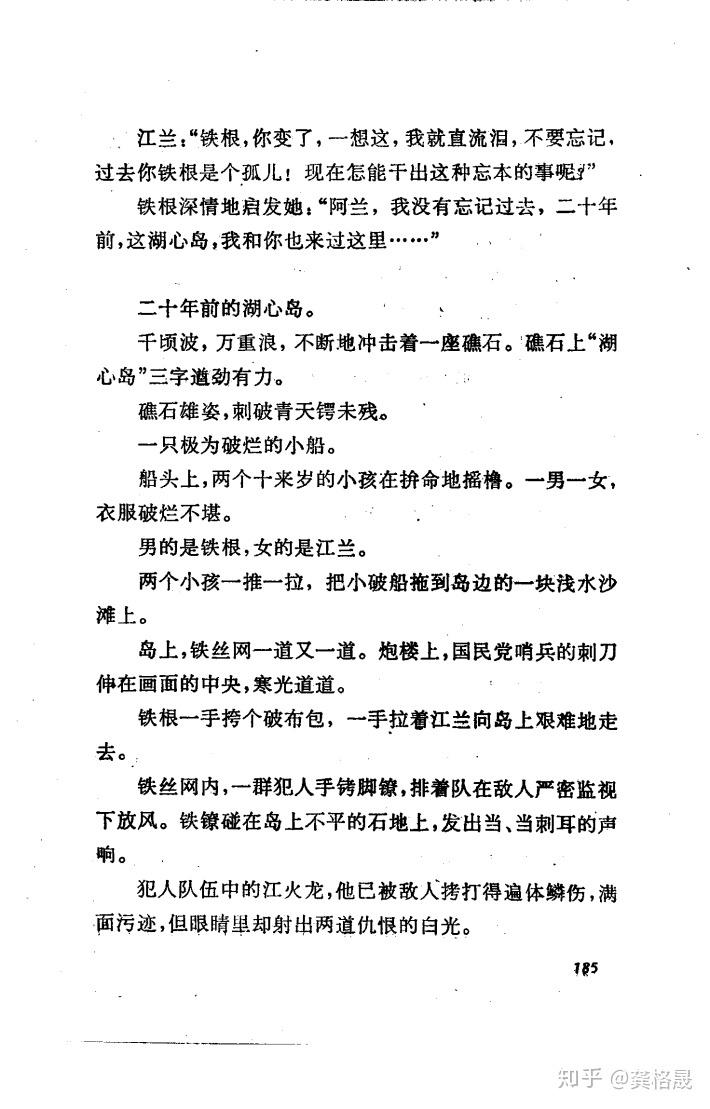 江兰：“铁根，你变了，一想这，我就直流泪，不要忘记，
过去你铁根是个孤儿！现在怎能干出这种忘本的事呢！”
铁根深情地启发她：“阿兰，我没有忘记过去，二十年
前，这湖心岛，我和你也来过这里……”
二十年前的湖心岛。
千顷波，万重浪，不断地冲击着一座礁石。礁石上“湖
心岛”三字遒劲有力。
礁石雄姿，刺破青天锷未残。
一只极为破烂的小船。
船头上，两个十来岁的小孩在拚命地摇橹。一男一女，
衣服破烂不堪。
男的是铁根，女的是江兰。
两个小孩一推一拉，把小破船拖到岛边的一块浅水沙
滩上。
岛上，铁丝网一道又一道。炮楼上，国民党哨兵的刺刀
伸在画面的中央，寒光道道。
铁根一手挎个破布包，一手拉着江兰向岛上艰难地走
去。
铁丝网内，一群犯人手铐脚镣，排着队在敌人严密监视
下放风。铁镣碰在岛上不平的石地上，发出当、当刺耳的声
响。
犯人队伍中的江火龙，他已被敌人拷打得遍体鳞伤，满
面污迹，但眼睛里却射出两道仇恨的白光。
185
知乎 @龚格晟